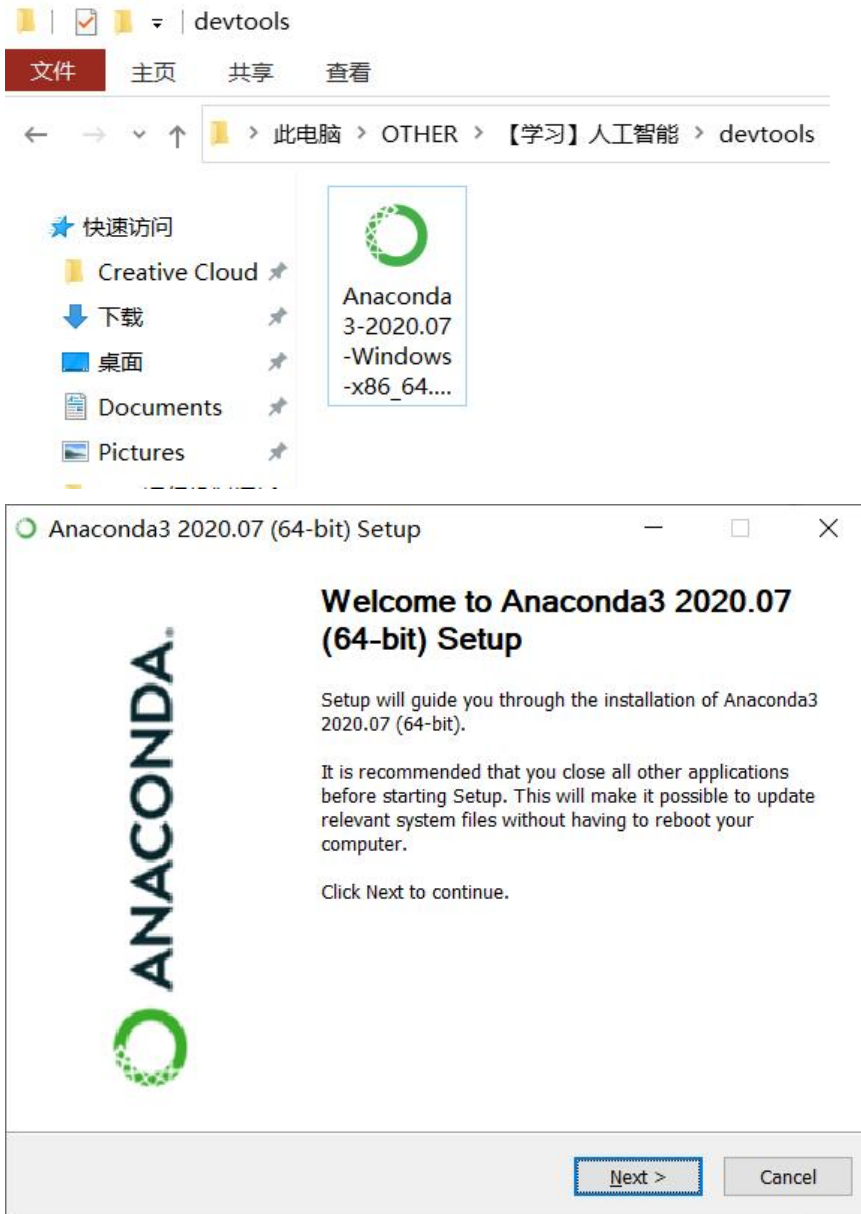 devtools
文件 主页 共享 查看
此电脑 > OTHER > 【学习】人工智能 > devtools
快速访问
Creative Cloud
下载
桌面
Documents
Pictures
Anaconda
3-2020.07
-Windows
-x86_64....
Anaconda3 2020.07 (64-bit) Setup
ANACONDA.
Welcome to Anaconda3 2020.07
(64-bit) Setup
Setup will guide you through the installation of Anaconda3
2020.07 (64-bit).
It is recommended that you close all other applications
before starting Setup. This will make it possible to update
relevant system files without having to reboot your
computer.
Click Next to continue.
Next >
Cancel